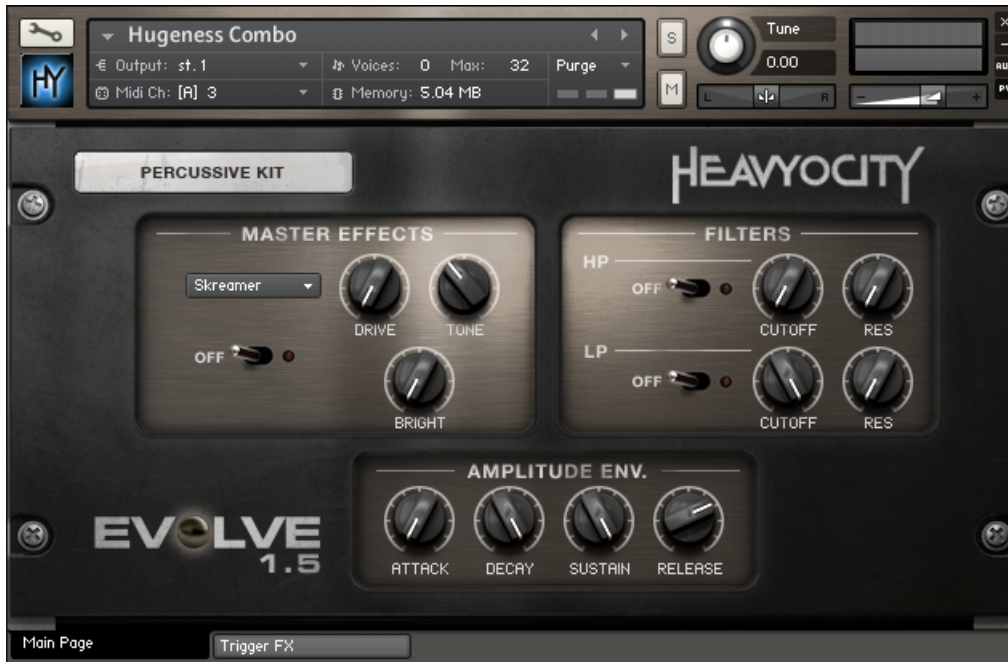 Hugeness Combo
S
Tune
Output: st. 1
Voices: 0 Max: 32
Purge
0.00
Midi Ch: [A] 3
Memory: 5.04 MB
M
L R
- +
HY
PERCUSSIVE KIT
HEAVYOCITY
MASTER EFFECTS
Skreamer
DRIVE
TONE
OFF
BRIGHT
FILTERS
HP
OFF
CUTOFF
RES
LP
OFF
CUTOFF
RES
AMPLITUDE ENV.
ATTACK
DECAY
SUSTAIN
RELEASE
EVOLVE
1.5
Main Page
Trigger FX